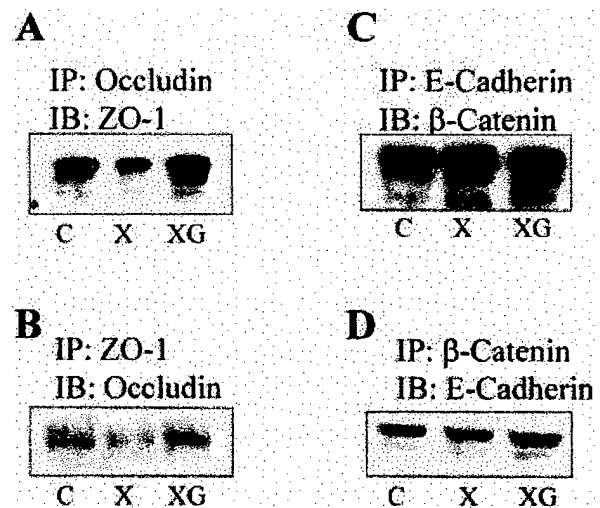 A
IP: Occludin
IB: ZO-1
C X XG
B
IP: ZO-1
IB: Occludin
C X XG
C
IP: E-Cadherin
IB: β-Catenin
C X XG
D
IP: β-Catenin
IB: E-Cadherin
C X XG